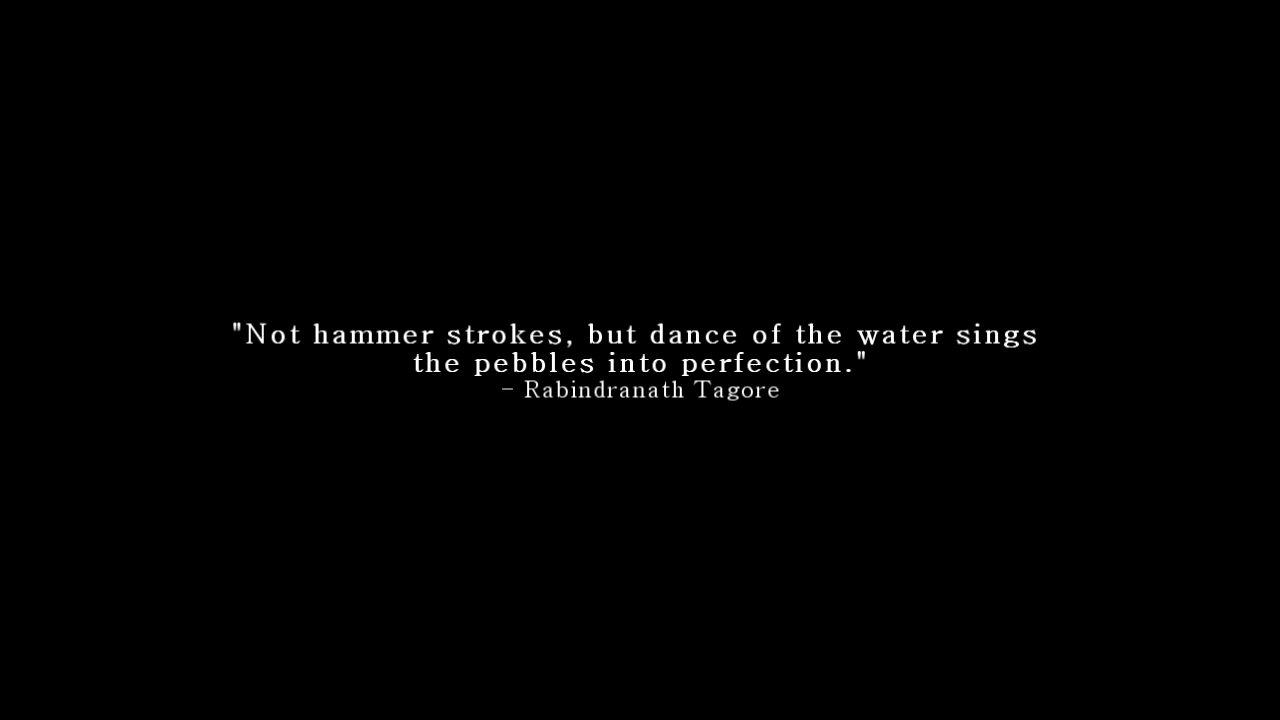 "Not hammer strokes, but dance of the water sings
the pebbles into perfection."
– Rabindranath Tagore